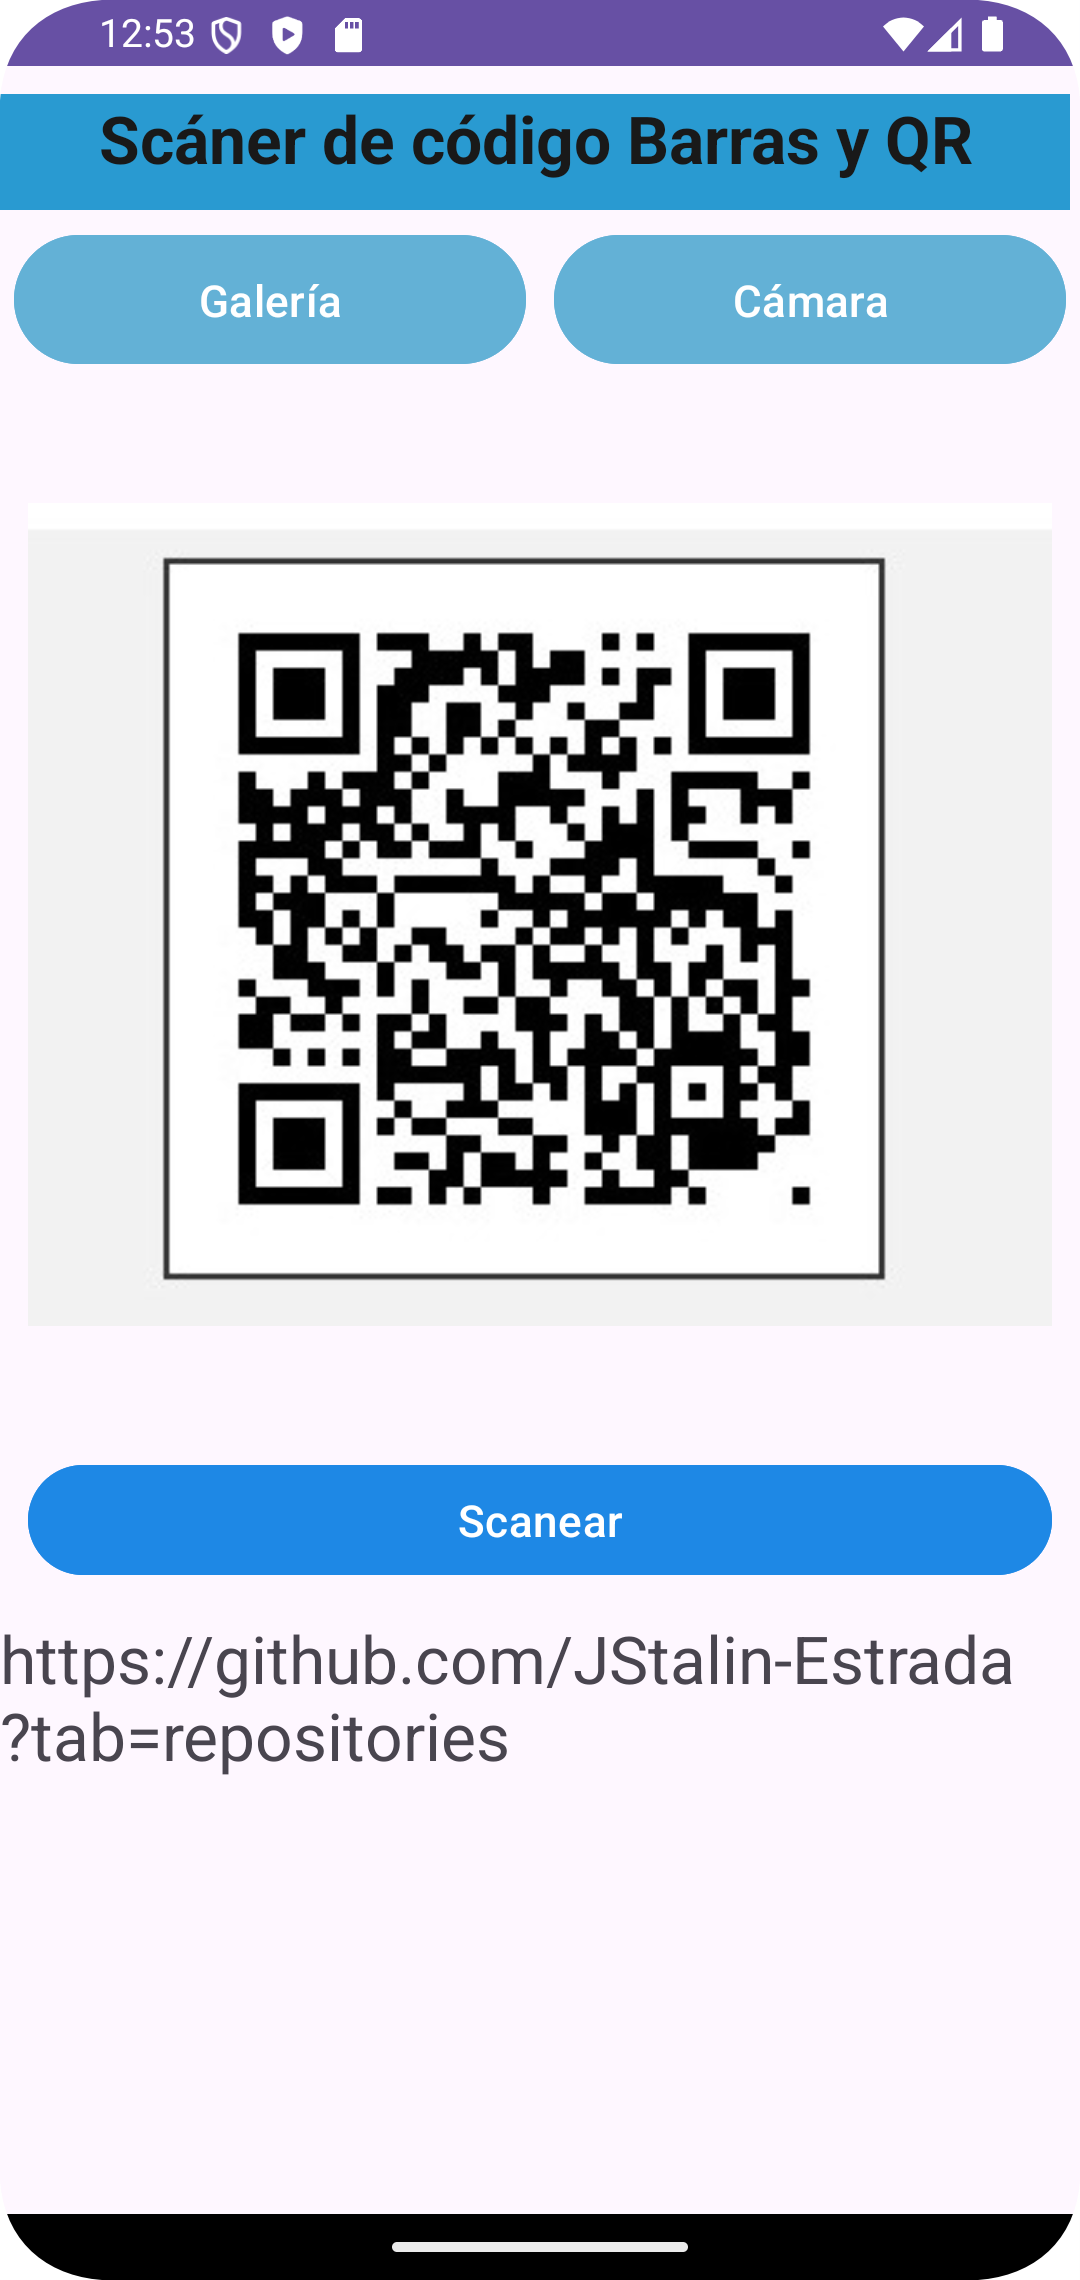 12:53
Scáner de código Barras y QR
Galería
Cámara
Scanear
https://github.com/JStalin-Estrada
?tab=repositories